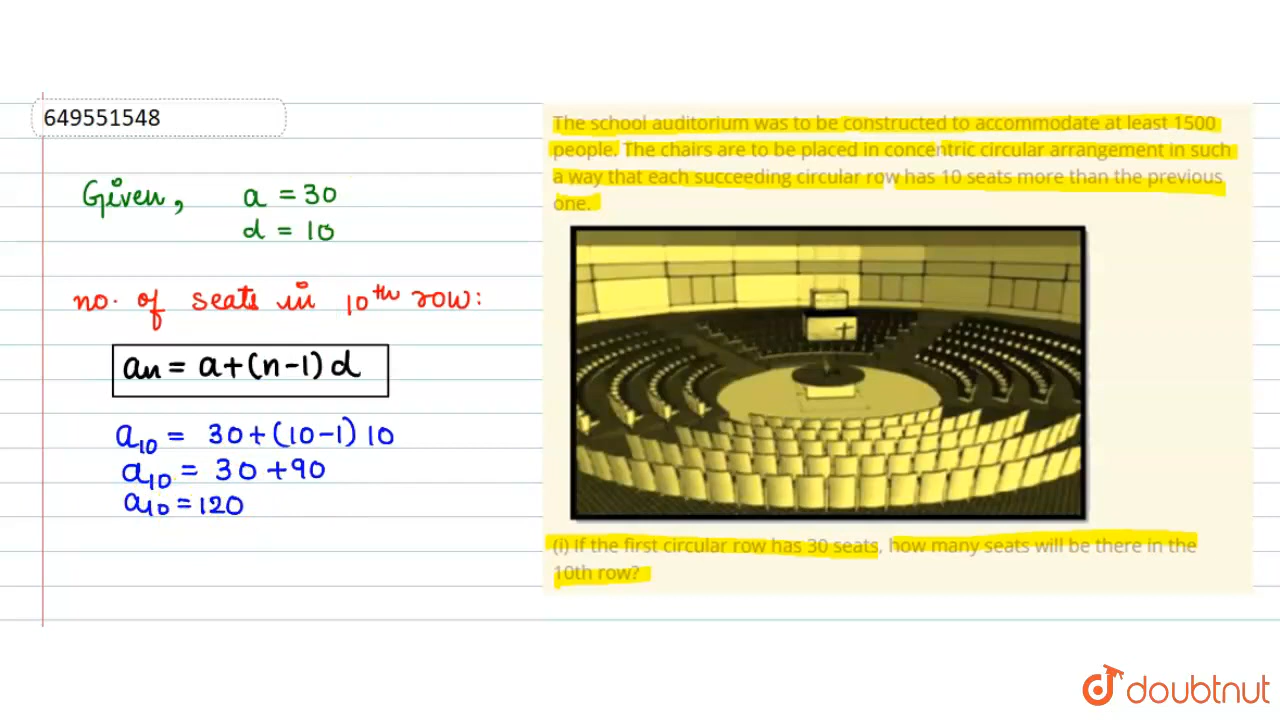 649551548
Given, a = 30
d = 10
no. of seats in 10th row:
an = a+(n-1) d
a10 = 30+(10-1) 10
a10 = 30+90
a10 = 120
The school auditorium was to be constructed to accommodate at least 1500
people. The chairs are to be placed in concentric circular arrangement in such
a way that each succeeding circular row has 10 seats more than the previous
one.
(i) If the first circular row has 30 seats, how many seats will be there in the
10th row?
doubtnut